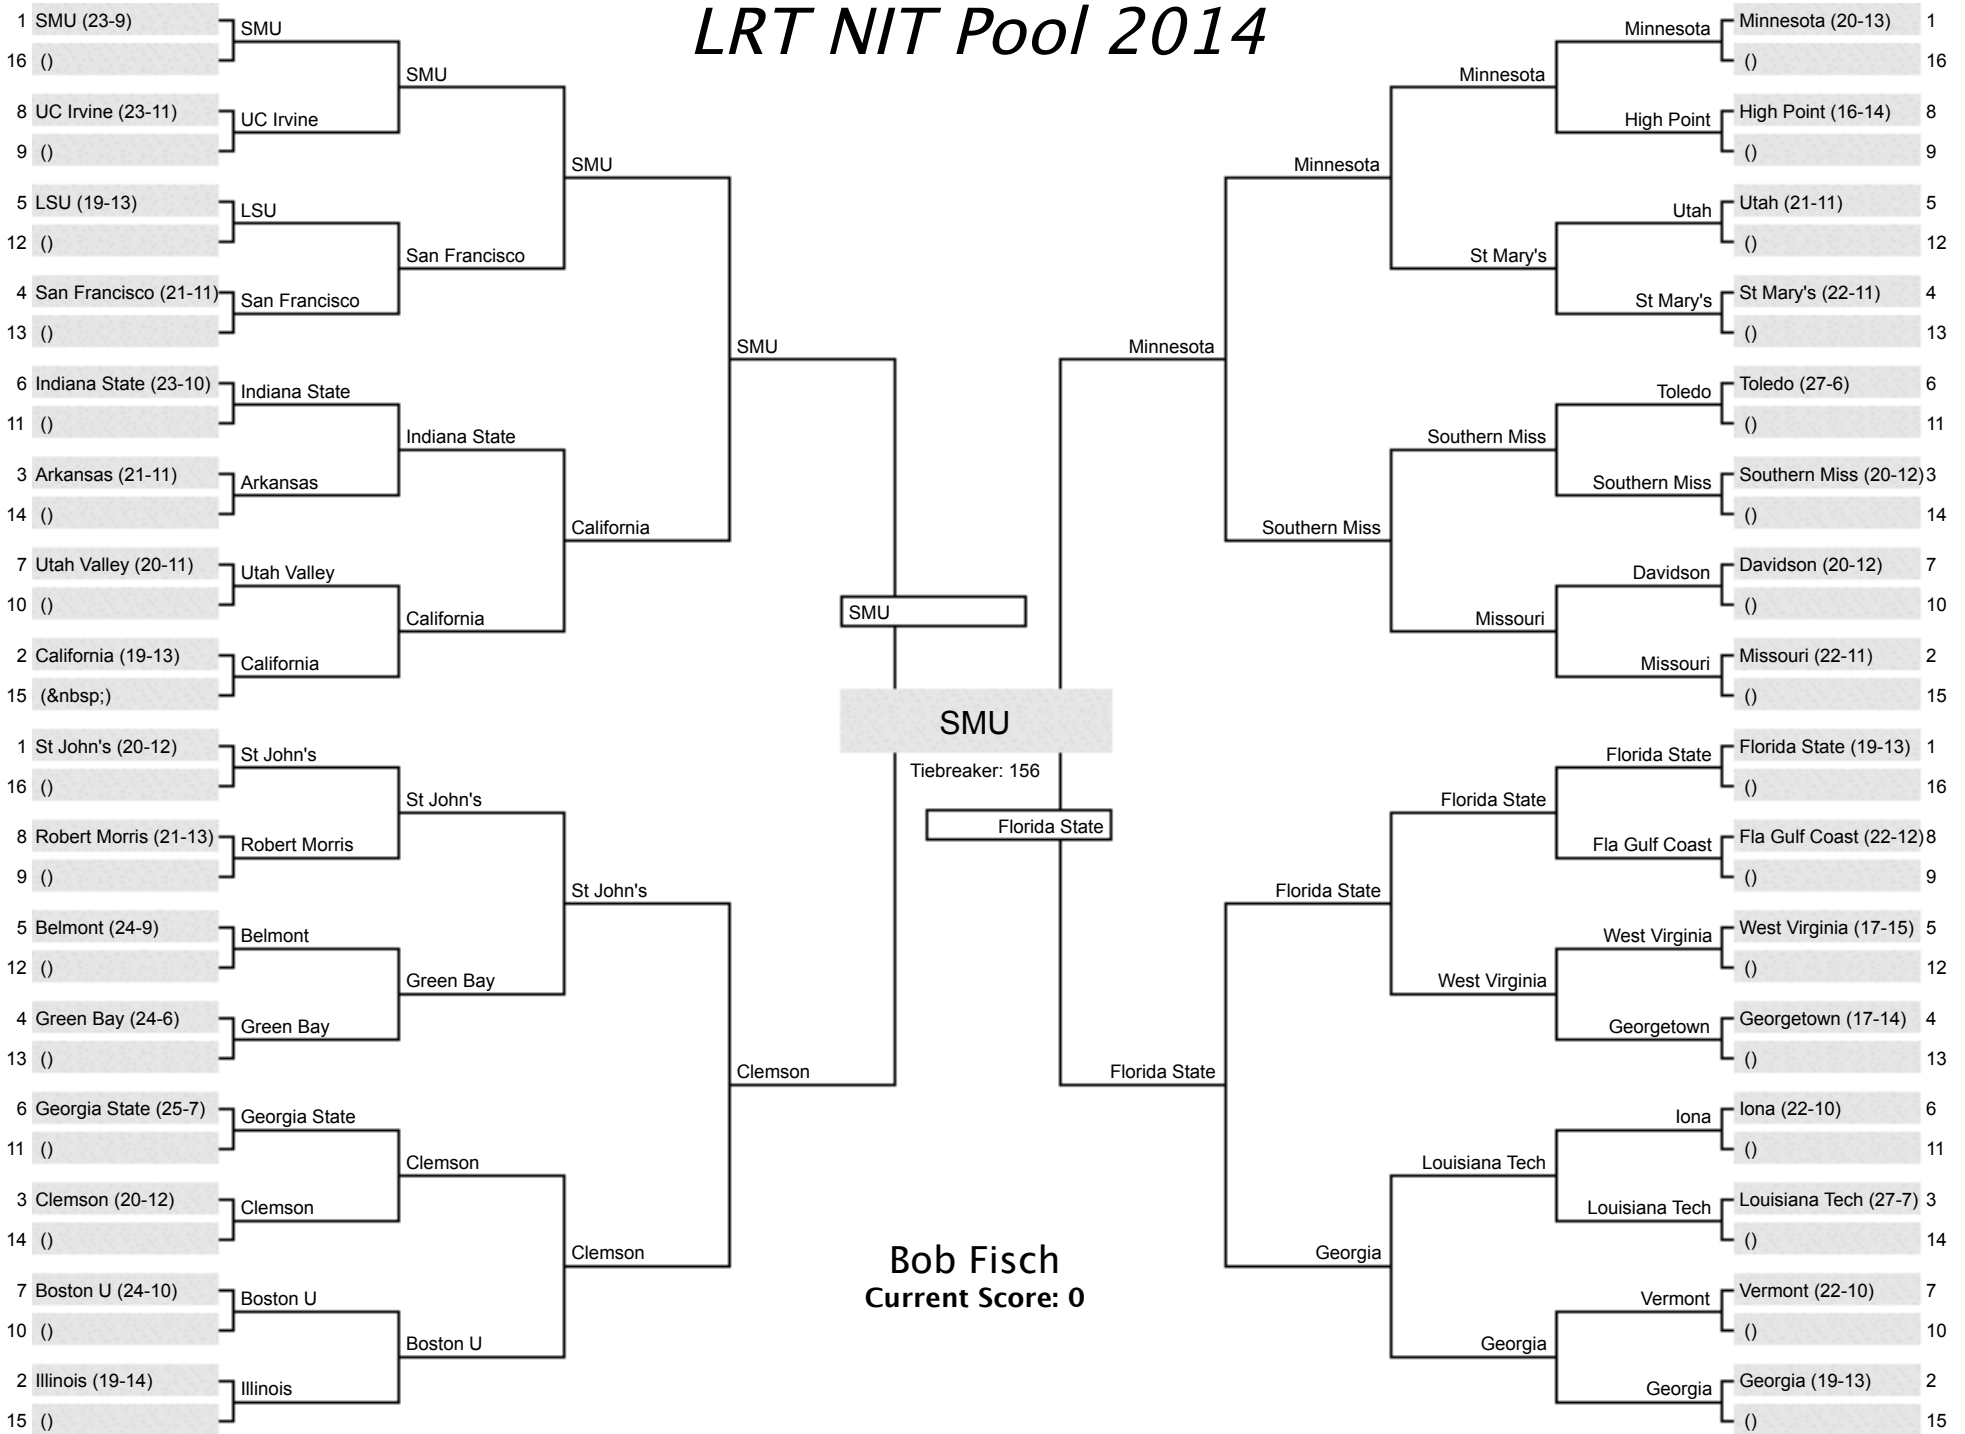 LRT NIT Pool 2014
1 SMU (23-9)
16 ()
8 UC Irvine (23-11)
9 ()
5 LSU (19-13)
12 ()
4 San Francisco (21-11)
13 ()
6 Indiana State (23-10)
11 ()
3 Arkansas (21-11)
14 ()
7 Utah Valley (20-11)
10 ()
2 California (19-13)
15 (&nbsp;)
1 St John's (20-12)
16 ()
8 Robert Morris (21-13)
9 ()
5 Belmont (24-9)
12 ()
4 Green Bay (24-6)
13 ()
6 Georgia State (25-7)
11 ()
3 Clemson (20-12)
14 ()
7 Boston U (24-10)
10 ()
2 Illinois (19-14)
15 ()
SMU
UC Irvine
LSU
San Francisco
Indiana State
Arkansas
Utah Valley
California
St John's
Robert Morris
Belmont
Green Bay
Georgia State
Clemson
Boston U
Illinois
SMU
San Francisco
Indiana State
California
St John's
Green Bay
Clemson
Boston U
SMU
California
St John's
Clemson
SMU
Clemson
SMU
SMU
Tiebreaker: 156
Florida State
Bob Fisch
Current Score: 0
Minnesota
Florida State
Minnesota
Southern Miss
Florida State
Georgia
Minnesota
St Mary's
Southern Miss
Missouri
Florida State
West Virginia
Louisiana Tech
Georgia
Minnesota
High Point
Utah
St Mary's
Toledo
Southern Miss
Davidson
Missouri
Florida State
Fla Gulf Coast
West Virginia
Georgetown
Iona
Louisiana Tech
Vermont
Georgia
Minnesota (20-13) 1
() 16
High Point (16-14) 8
() 9
Utah (21-11) 5
() 12
St Mary's (22-11) 4
() 13
Toledo (27-6) 6
() 11
Southern Miss (20-12) 3
() 14
Davidson (20-12) 7
() 10
Missouri (22-11) 2
() 15
Florida State (19-13) 1
() 16
Fla Gulf Coast (22-12) 8
() 9
West Virginia (17-15) 5
() 12
Georgetown (17-14) 4
() 13
Iona (22-10) 6
() 11
Louisiana Tech (27-7) 3
() 14
Vermont (22-10) 7
() 10
Georgia (19-13) 2
() 15